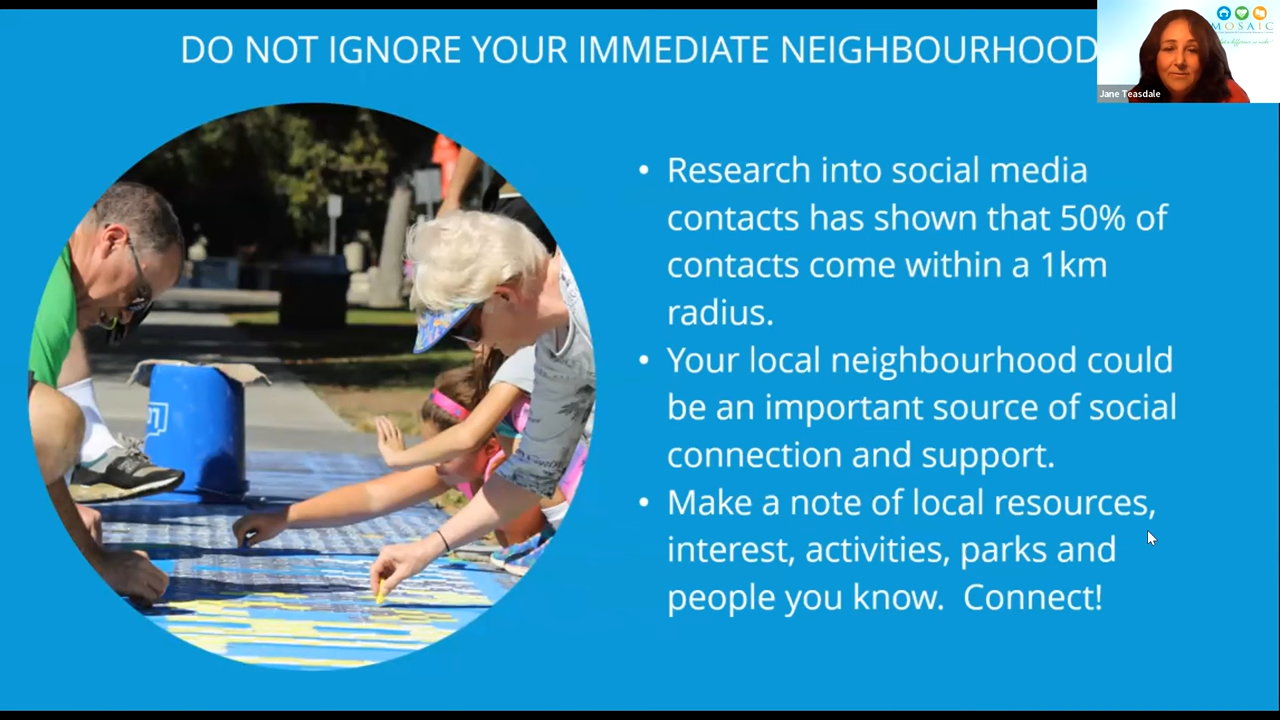 DO NOT IGNORE YOUR IMMEDIATE NEIGHBOURHOOD
MOSAIC
Jane Teasdale
• Research into social media
contacts has shown that 50% of
contacts come within a 1km
radius.
• Your local neighbourhood could
be an important source of social
connection and support.
• Make a note of local resources,
interest, activities, parks and
people you know.  Connect!